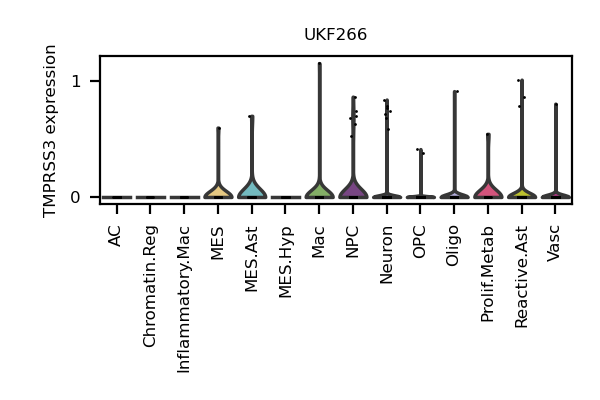 UKF266
TMPRSS3 expression
1
0
AC
Chromatin.Reg
Inflammatory.Mac
MES
MES.Ast
MES.Hyp
Mac
NPC
Neuron
OPC
Oligo
Prolif.Metab
Reactive.Ast
Vasc